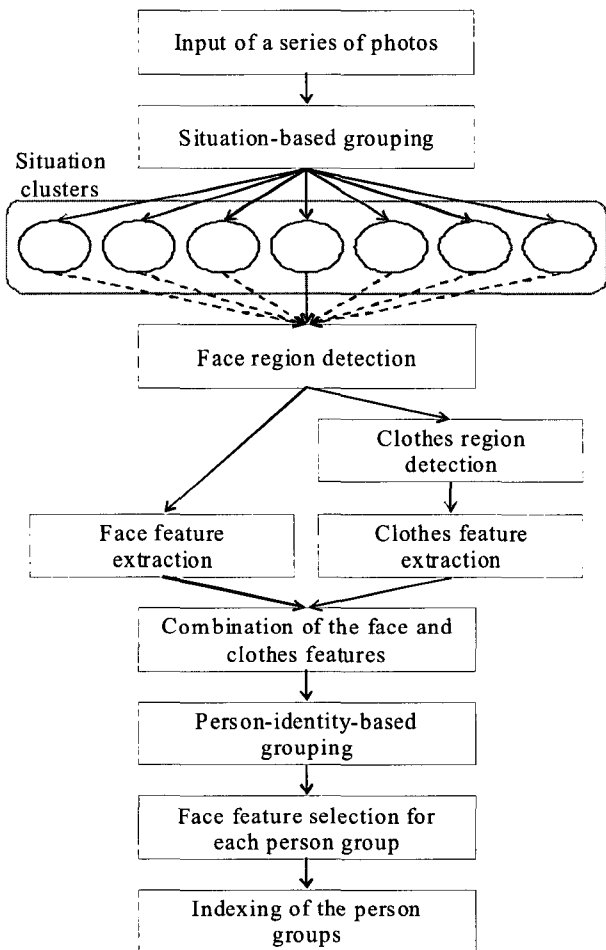 Input of a series of photos
Situation-based grouping
Situation
clusters
Face region detection
Clothes region
detection
Face feature
extraction
Clothes feature
extraction
Combination of the face and
clothes features
Person-identity-based
grouping
Face feature selection for
each person group
Indexing of the person
groups